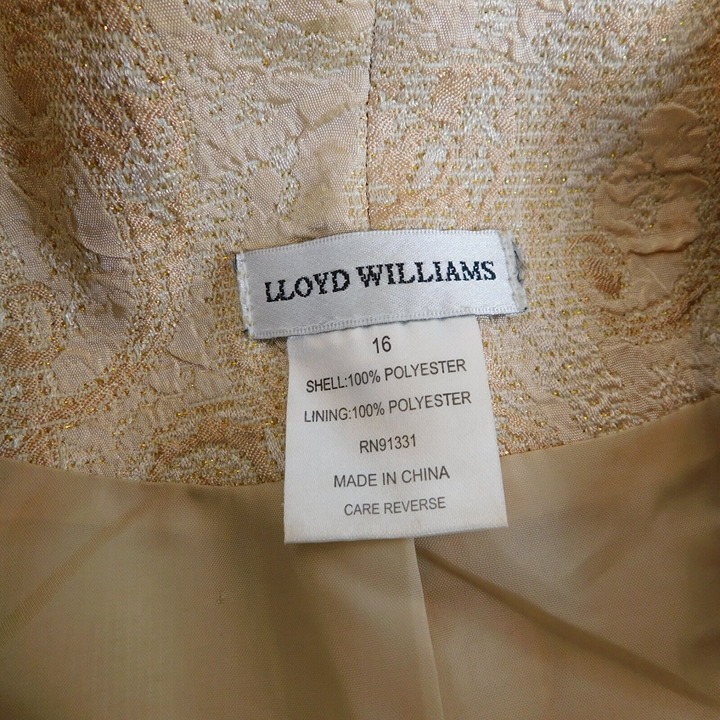 LLOYD WILLIAMS
16
SHELL:100% POLYESTER
LINING:100% POLYESTER
RN91331
MADE IN CHINA
CARE REVERSE